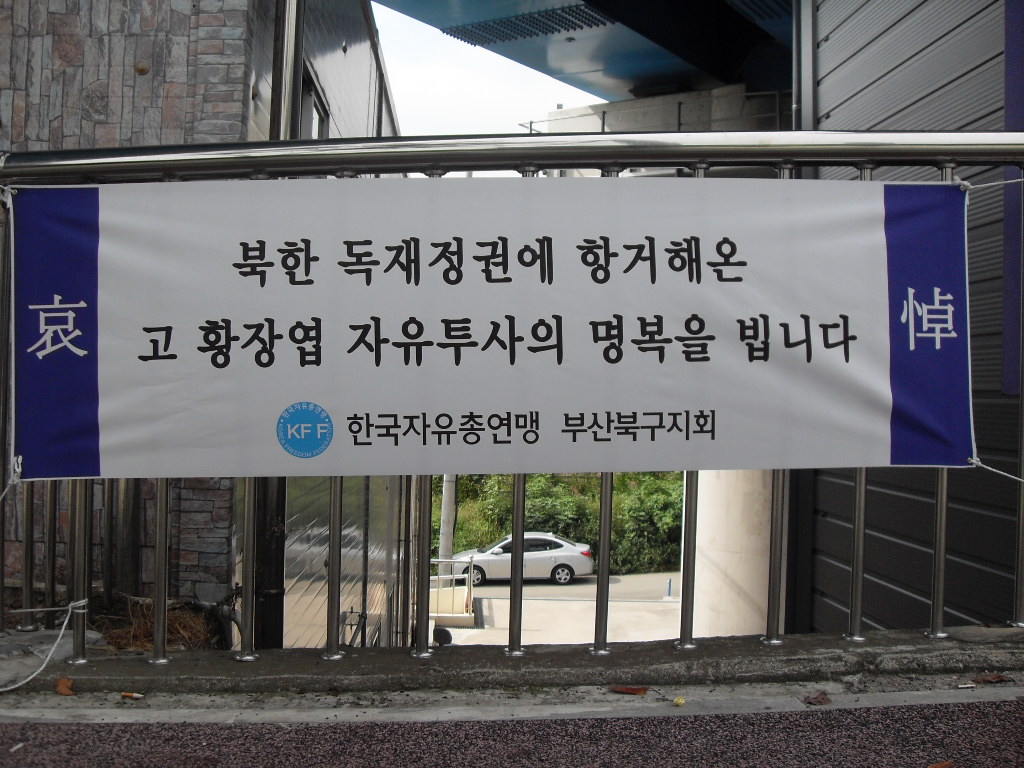 哀
북한 독재정권에 항거해온
고 황장엽 자유투사의 명복을 빕니다
悼
KFF 한국자유총연맹 부산북구지회